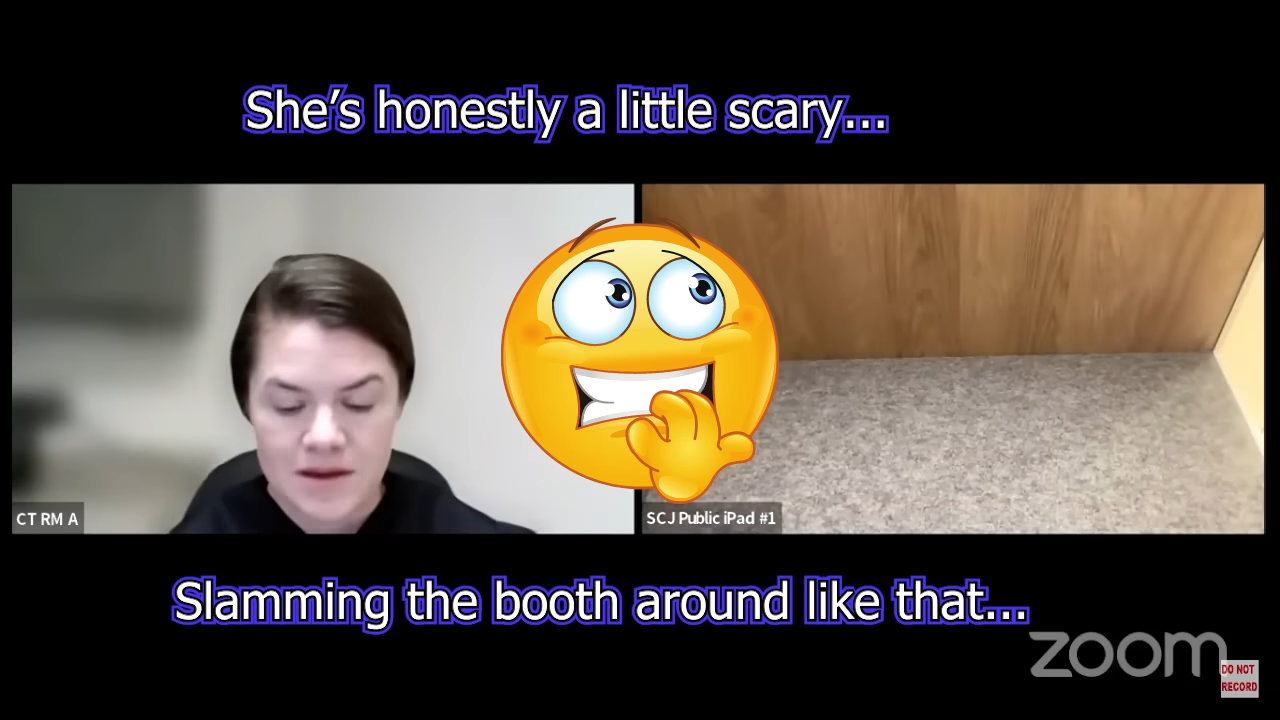 She's honestly a little scary...
CT RM A
SCJ Public iPad #1
Slamming the booth around like that...
zoom
DO NOT
RECORD